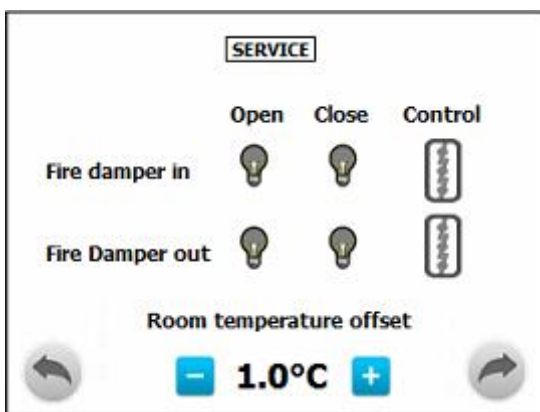 SERVICE
Open Close Control
Fire damper in
Fire Damper out
Room temperature offset
− 1.0°C +